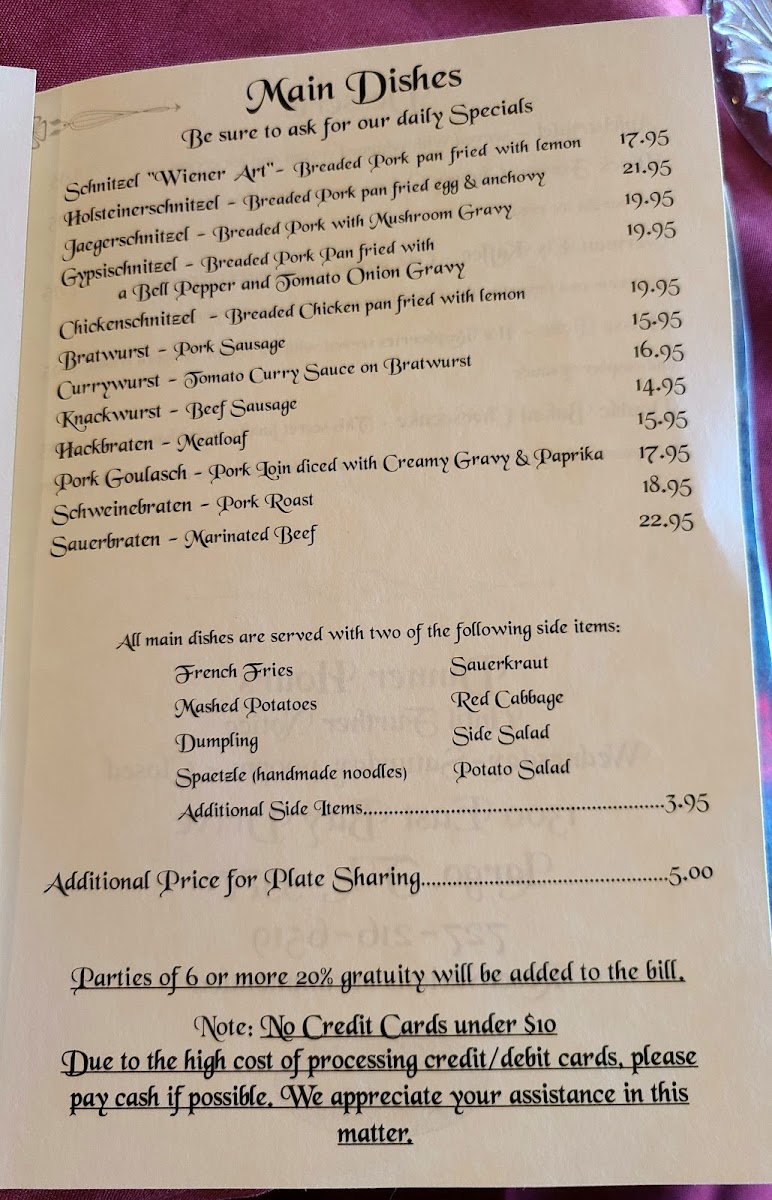 Main Dishes
Be sure to ask for our daily Specials
Schnitzel "Wiener Art"- Breaded Pork pan fried with lemon 17.95
Holsteinerschnitzel - Breaded Pork pan fried egg & anchovy 21.95
Jaegerschnitzel - Breaded Pork with Mushroom Gravy 19.95
Gypsischnitzel - Breaded Pork Pan fried with 19.95
a Bell Pepper and Tomato Onion Gravy
Chickenschnitzel - Breaded Chicken pan fried with lemon 19.95
Bratwurst - Pork Sausage 15.95
Currywurst - Tomato Curry Sauce on Bratwurst 16.95
Knackwurst - Beef Sausage 14.95
Hackbraten - Meatloaf 15.95
Pork Goulasch - Pork Loin diced with Creamy Gravy & Paprika 17.95
Schweinebraten - Pork Roast 18.95
Sauerbraten - Marinated Beef 22.95
All main dishes are served with two of the following side items:
French Fries Sauerkraut
Mashed Potatoes Red Cabbage
Dumpling Side Salad
Spaetzle (handmade noodles) Potato Salad
Additional Side Items..................................................3.95
Additional Price for Plate Sharing..........................................5.00
Parties of 6 or more 20% gratuity will be added to the bill.
Note: No Credit Cards under $10
Due to the high cost of processing credit/debit cards, please
pay cash if possible. We appreciate your assistance in this
matter.